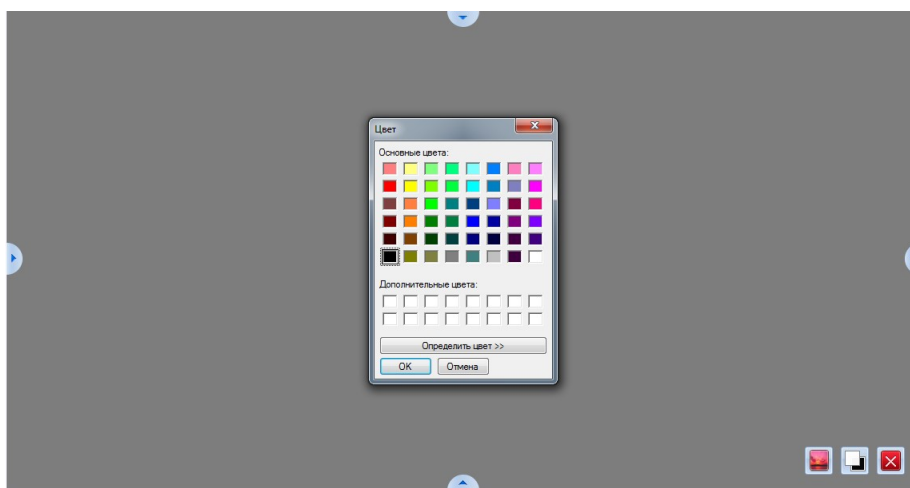 Цвет
Основные цвета:
Дополнительные цвета:
Определить цвет >>
OK
Отмена